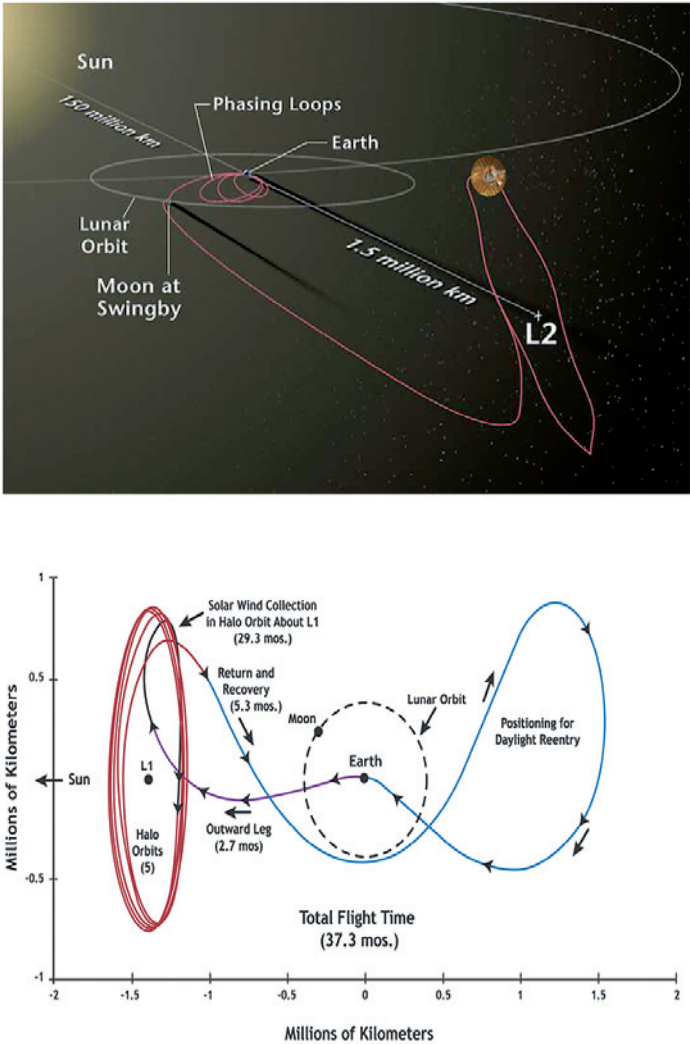 Sun
150 million km
Phasing Loops
Earth
Lunar
Orbit
Moon at
Swingby
1.5 million km
L2
1
Solar Wind Collection
in Halo Orbit About L1
(29.3 mos.)
0.5
Return and
Recovery
(5.3 mos.)
Moon
Lunar Orbit
Positioning for
Daylight Reentry
Millions of Kilometers
0
Sun
L1
Earth
Halo
Orbits
(5)
Outward Leg
(2.7 mos)
-0.5
Total Flight Time
(37.3 mos.)
-1
-2
-1.5
-1
-0.5
0
0.5
1
1.5
2
Millions of Kilometers